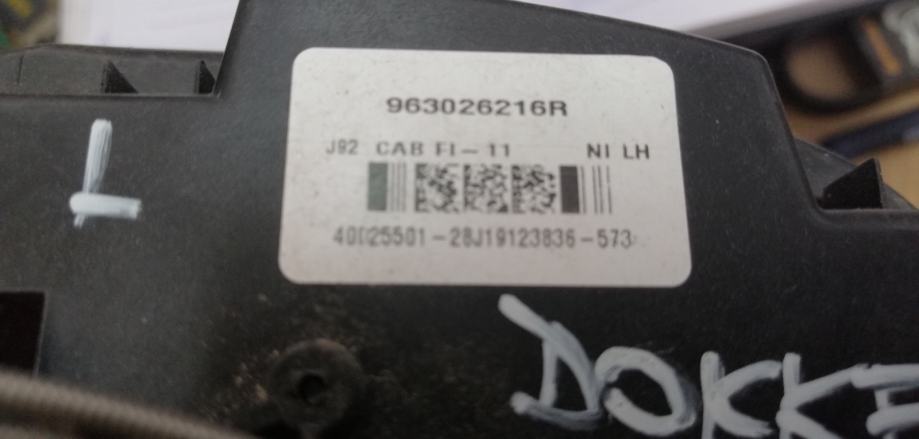 963026216R
J92 CAB FI-11 NI LH
40025501-28J19123836-573
DOKKE